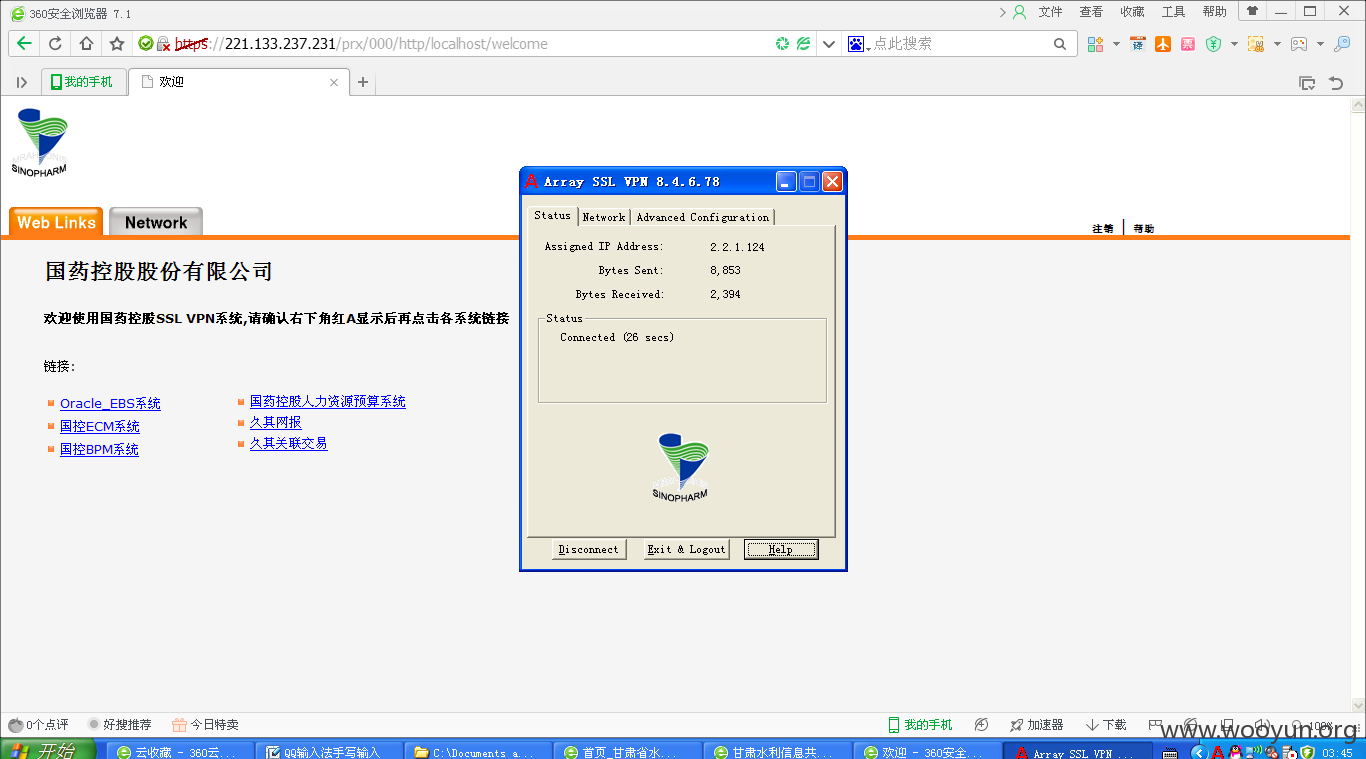 360安全浏览器 7.1
文件 查看 收藏 工具 帮助
https://221.133.237.231/prx/000/http/localhost/welcome
点此搜索
我的手机
欢迎
SINOPHARM
Web Links
Network
注销
帮助
国药控股股份有限公司
欢迎使用国药控股SSL VPN系统,请确认右下角红A显示后再点击各系统链接
链接:
Oracle_EBS系统
国控ECM系统
国控BPM系统
国药控股人力资源预算系统
久其网报
久其关联交易
Array SSL VPN 8.4.6.78
Status Network Advanced Configuration
Assigned IP Address: 2.2.1.124
Bytes Sent: 8,853
Bytes Received: 2,394
Status
Connected (26 secs)
SINOPHARM
Disconnect Exit & Logout Help
0个点评 好搜推荐 今日特卖
我的手机 加速器 下载 100%
www.wooyun.org
开始 云收藏 - 360云... QQ输入法手写输入 C:\Documents a... 首页_甘肃省水... 甘肃水利信息共... 欢迎 - 360安全... Array SSL VPN ... 03:45